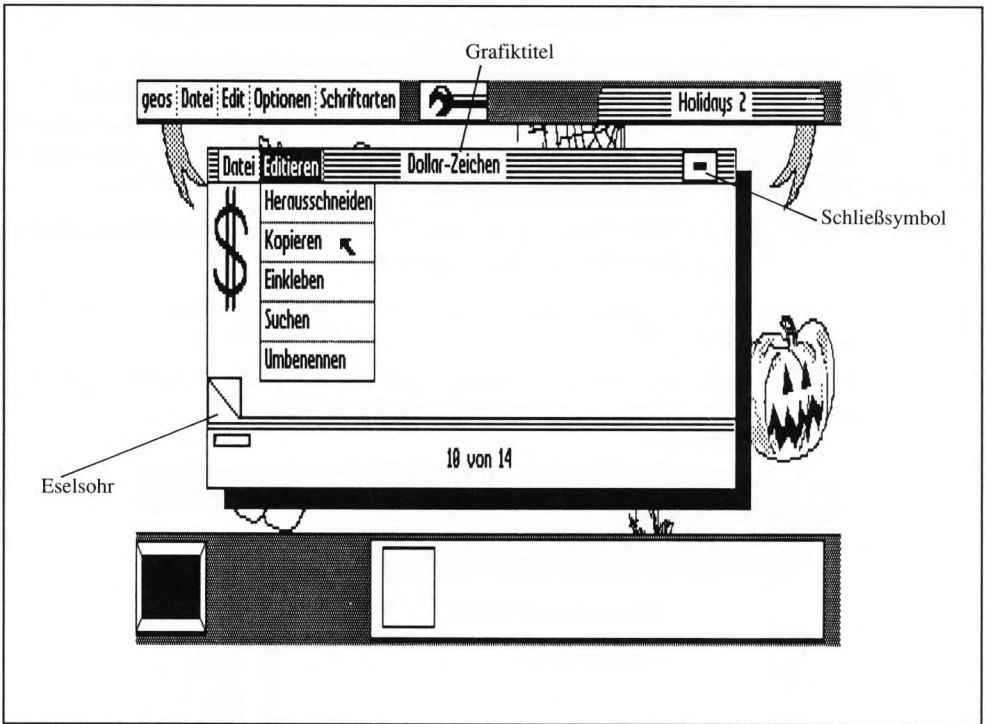 Grafiktitel
geos Datei Edit Optionen Schriftarten
Holidays 2
Datei Editieren Dollar-Zeichen
$
Herausschneiden
Kopieren
Einkleben
Suchen
Umbenennen
Schließsymbol
Eselsohr
10 von 14